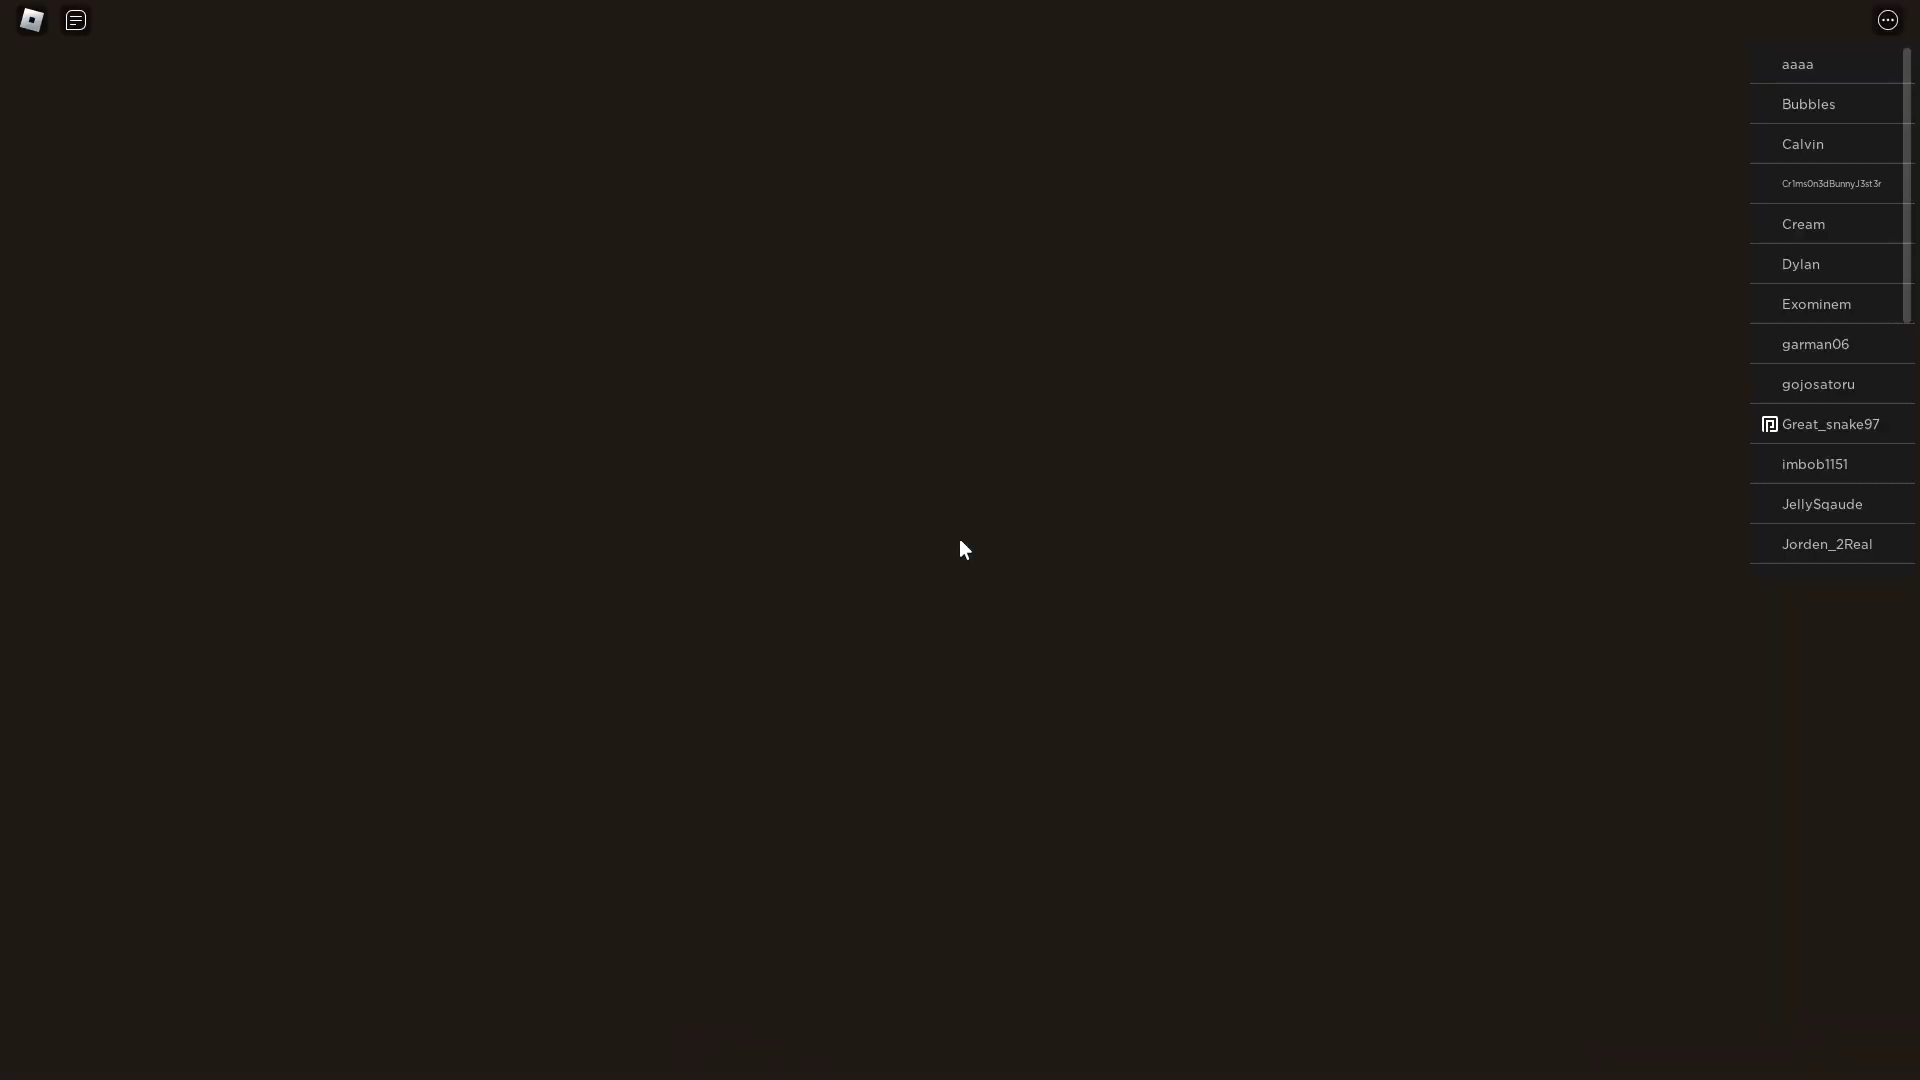 aaaa
Bubbles
Calvin
Cr1ms0n3dBunnyJ3st3r
Cream
Dylan
Exominem
garman06
gojosatoru
Great_snake97
imbob1151
JellySqaude
Jorden_2Real